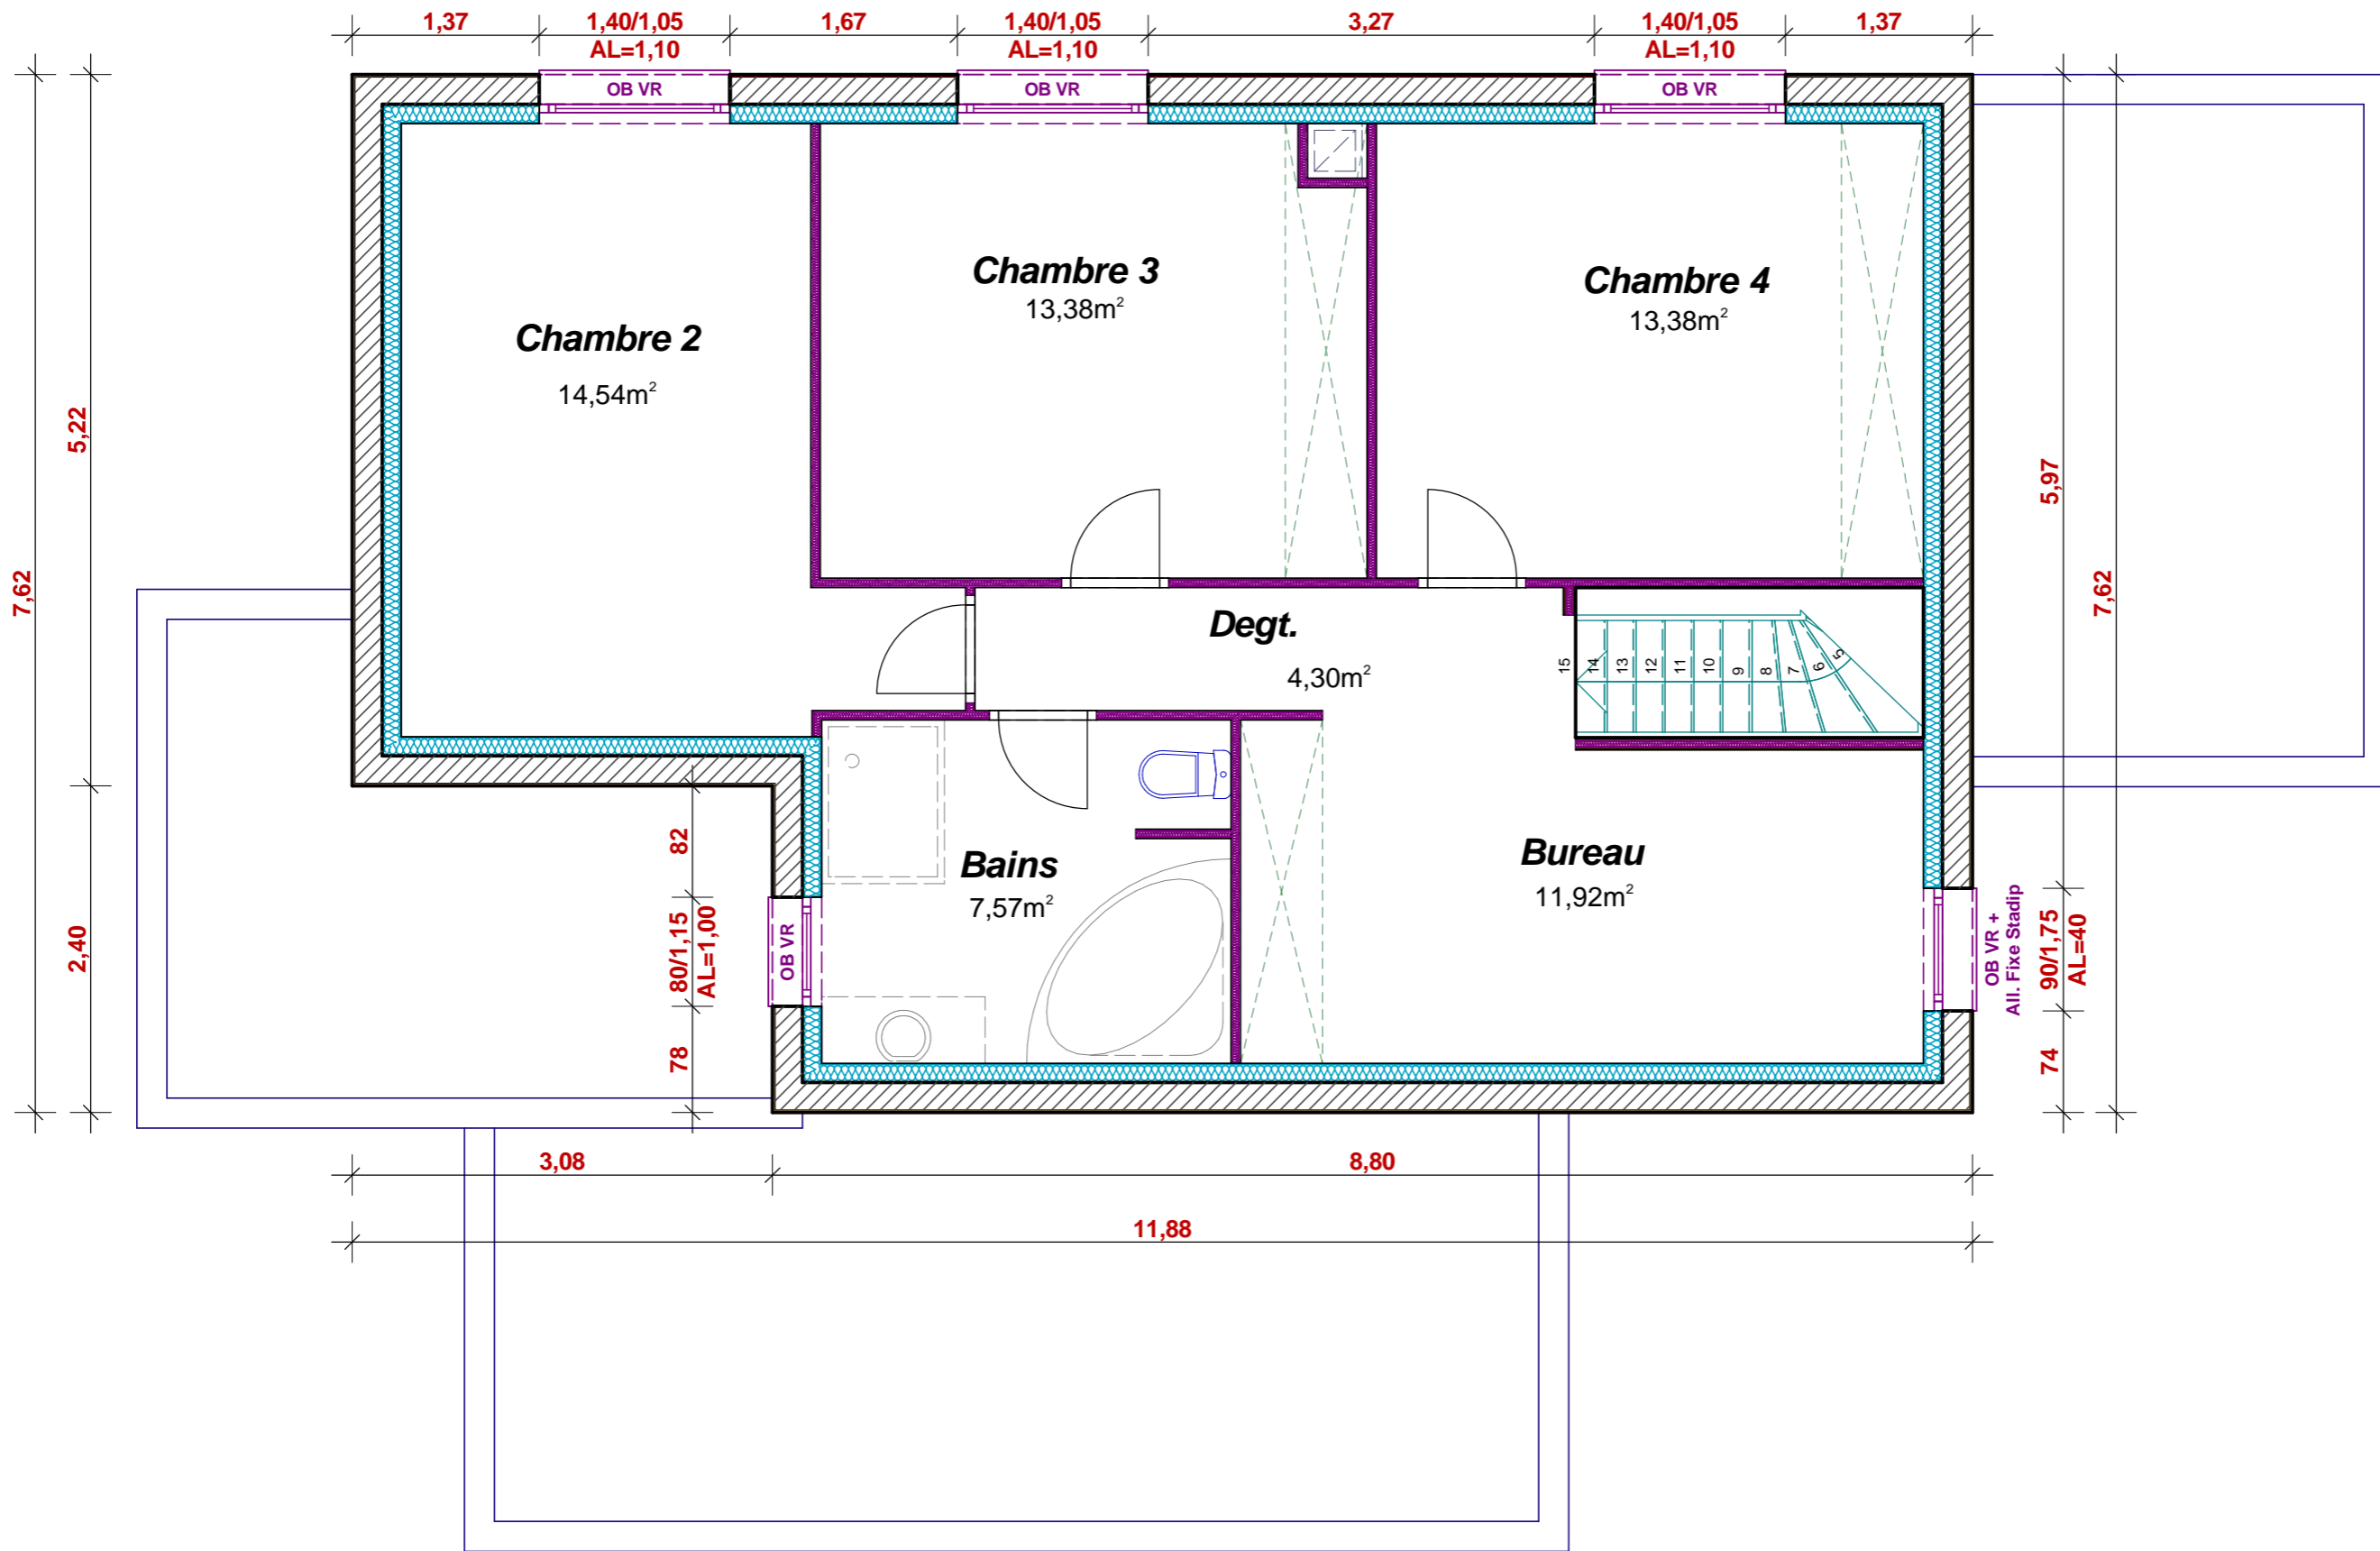 1,37
1,40/1,05
AL=1,10
1,67
1,40/1,05
AL=1,10
3,27
1,40/1,05
AL=1,10
1,37
OB VR
OB VR
OB VR
7,62
5,22
2,40
Chambre 2
14,54m²
Chambre 3
13,38m²
Chambre 4
13,38m²
5,97
7,62
Degt.
4,30m²
15
14
13
12
11
10
9
8
7
6
5
82
80/1,15
AL=1,00
78
OB VR
Bains
7,57m²
Bureau
11,92m²
OB VR +
All. Fixe Stadip
90/1,75
AL=40
74
3,08
8,80
11,88